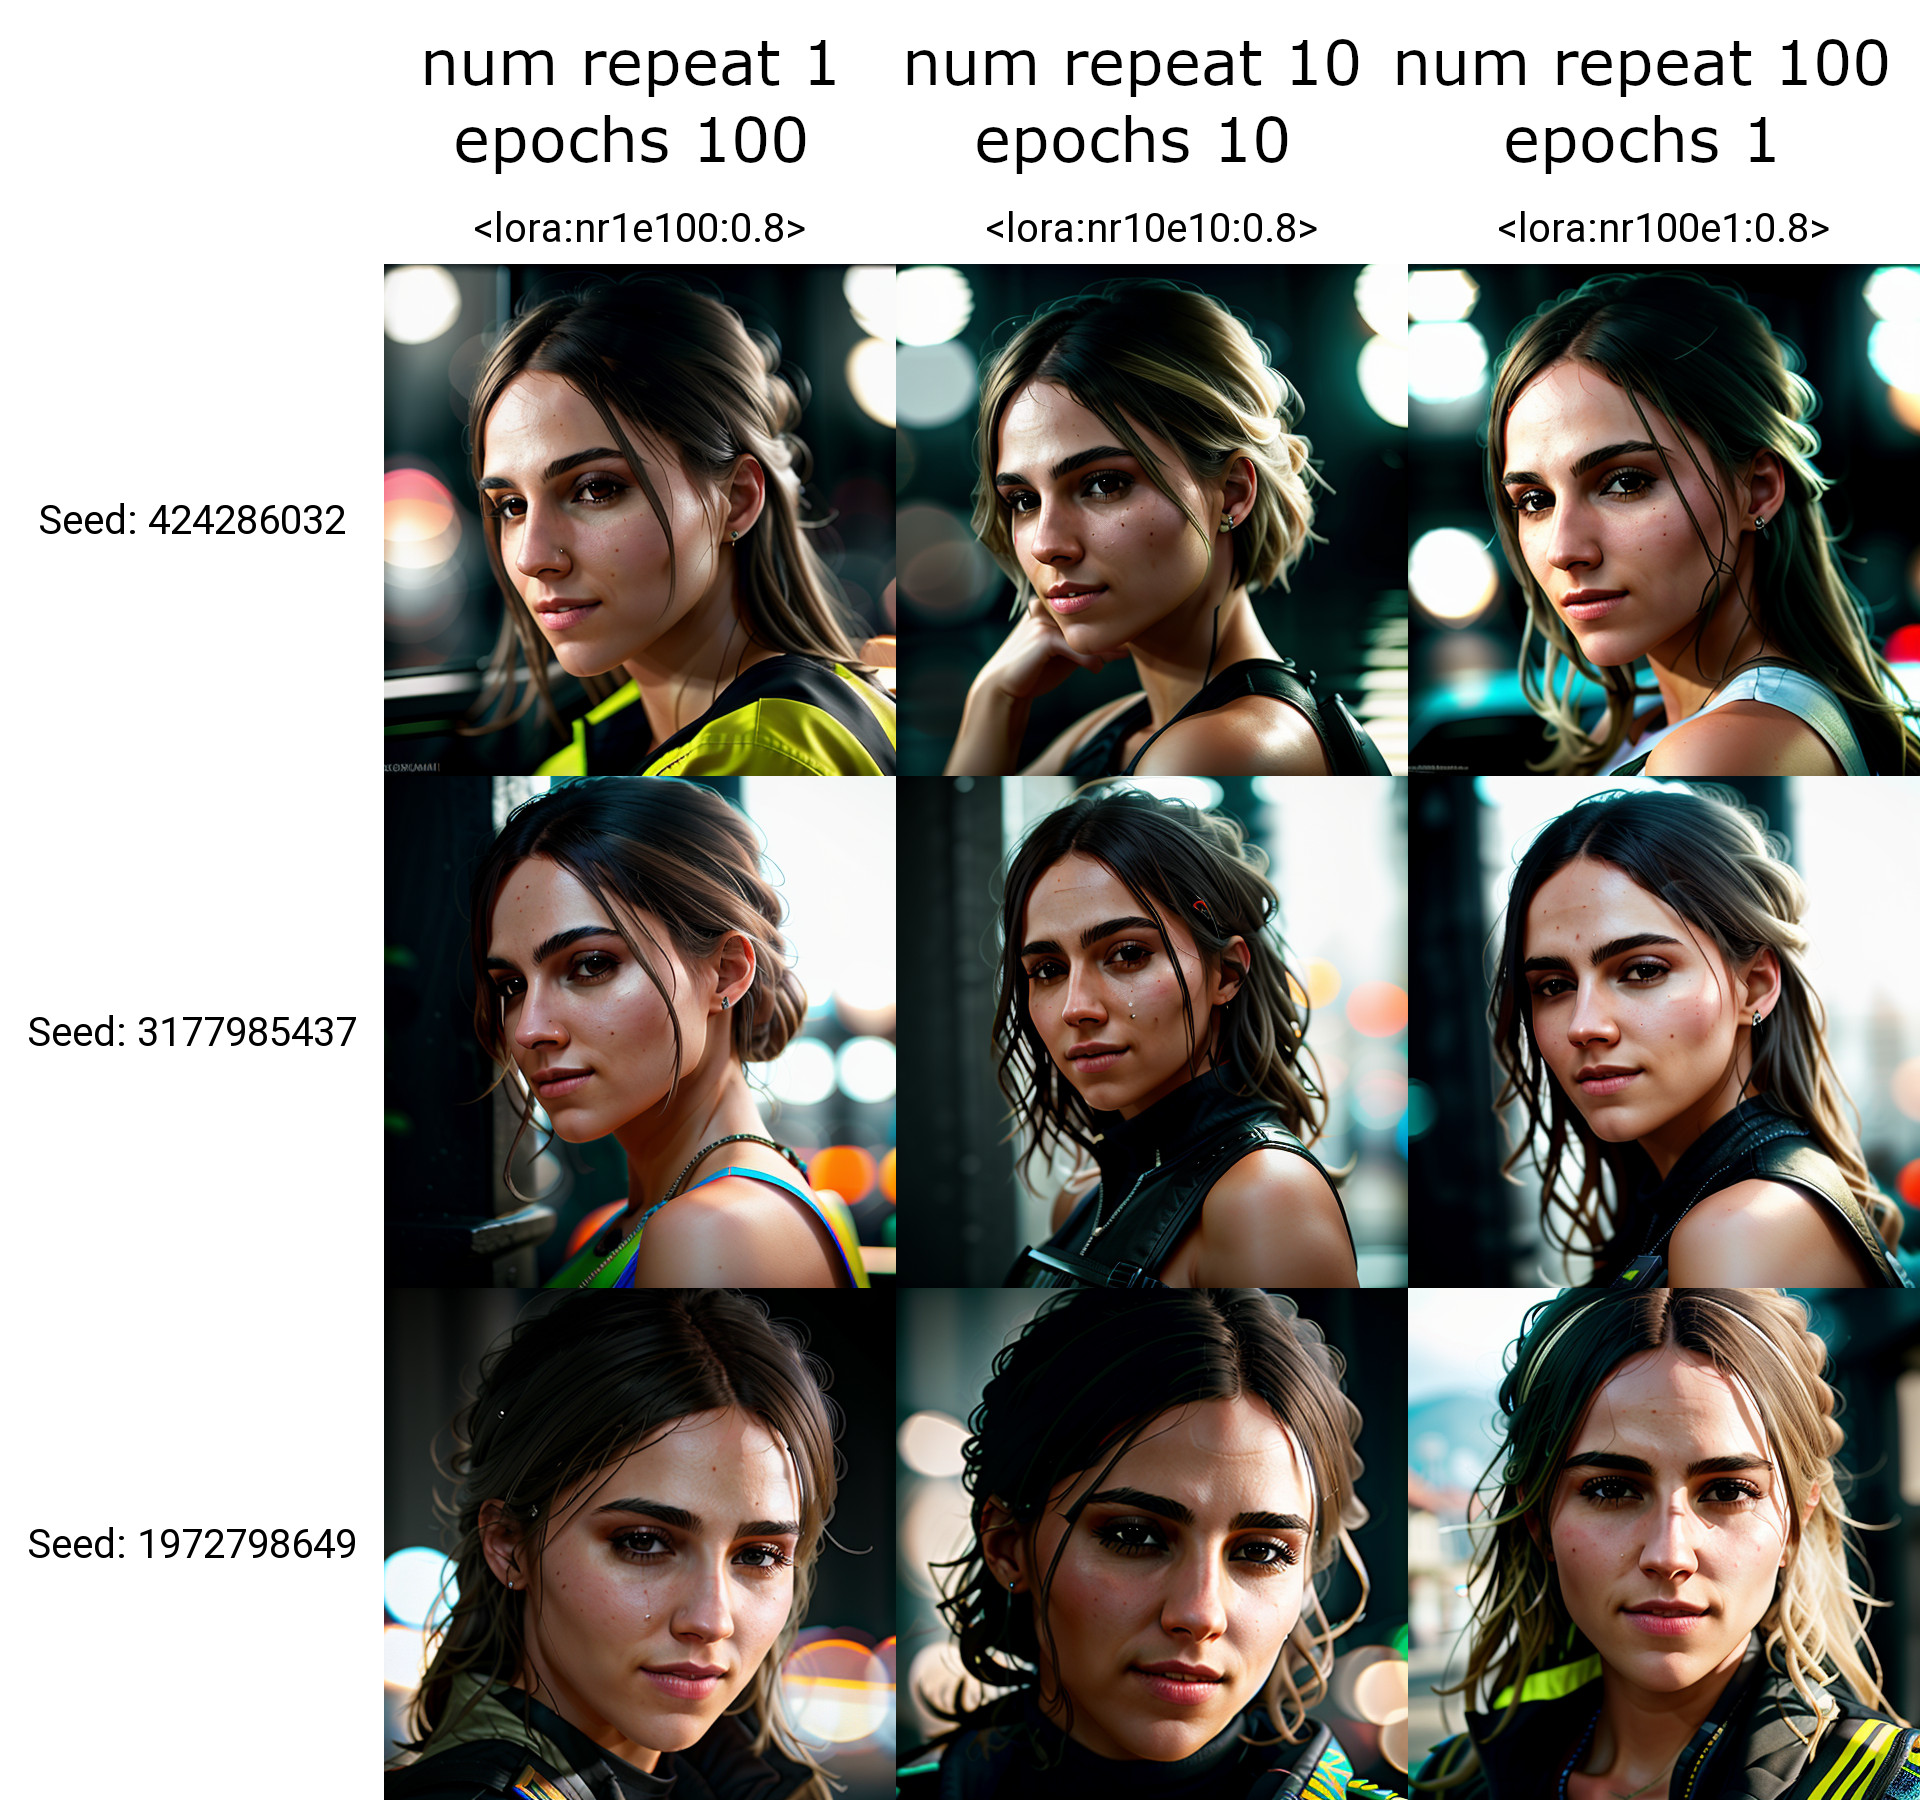 num repeat 1 num repeat 10 num repeat 100
epochs 100 epochs 10 epochs 1
<lora:nr1e100:0.8> <lora:nr10e10:0.8> <lora:nr100e1:0.8>
Seed: 424286032
Seed: 3177985437
Seed: 1972798649